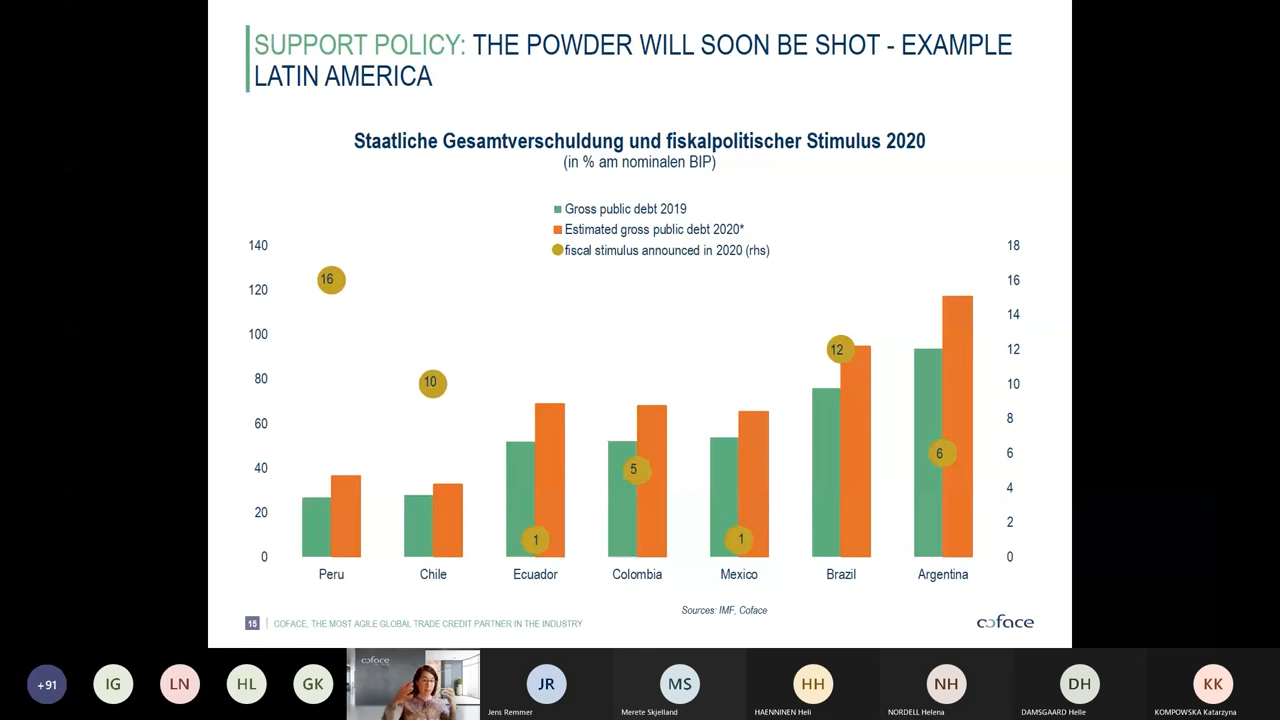 SUPPORT POLICY: THE POWDER WILL SOON BE SHOT - EXAMPLE
LATIN AMERICA
Staatliche Gesamtverschuldung und fiskalpolitischer Stimulus 2020
(in % am nominalen BIP)
Gross public debt 2019
Estimated gross public debt 2020*
fiscal stimulus announced in 2020 (rhs)
140
120
100
80
60
40
20
0
16
10
1
5
1
12
6
18
16
14
12
10
8
6
4
2
0
Peru Chile Ecuador Colombia Mexico Brazil Argentina
Sources: IMF, Coface
15 COFACE, THE MOST AGILE GLOBAL TRADE CREDIT PARTNER IN THE INDUSTRY
coface
+91 IG LN HL GK coface JR MS HH NH DH KK
Jens Remmer Merete Skjelland HAENNINEN Heli NORDELL Helena DAMSGAARD Helle KOMPOWSKA Katarzyna